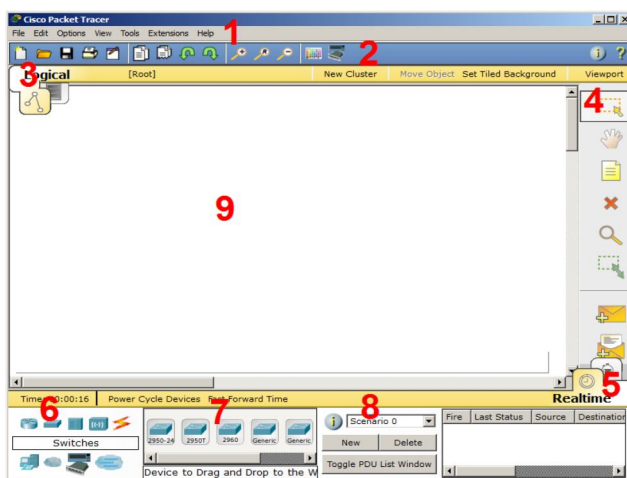 Cisco Packet Tracer
File Edit Options View Tools Extensions Help
1
2
3
Logical [Root] New Cluster Move Object Set Tiled Background Viewport
4
9
5
Time: 00:00:16 Power Cycle Devices Fast Forward Time Realtime
6
7
8
Scenario 0
Fire Last Status Source Destination
Switches
2950-24 2950T 2960 Generic Generic
New Delete
Toggle PDU List Window
Device to Drag and Drop to the W